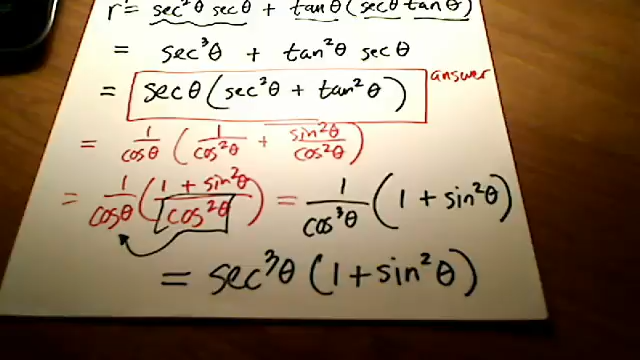 r' = sec²θ secθ + tanθ (secθ tanθ)
= sec³θ + tan²θ secθ
= secθ (sec²θ + tan²θ) answer
= 1/cosθ (1/cos²θ + sin²θ/cos²θ)
= 1/cosθ (1 + sin²θ/cos²θ) = 1/cos³θ (1 + sin²θ)
= sec³θ (1 + sin²θ)